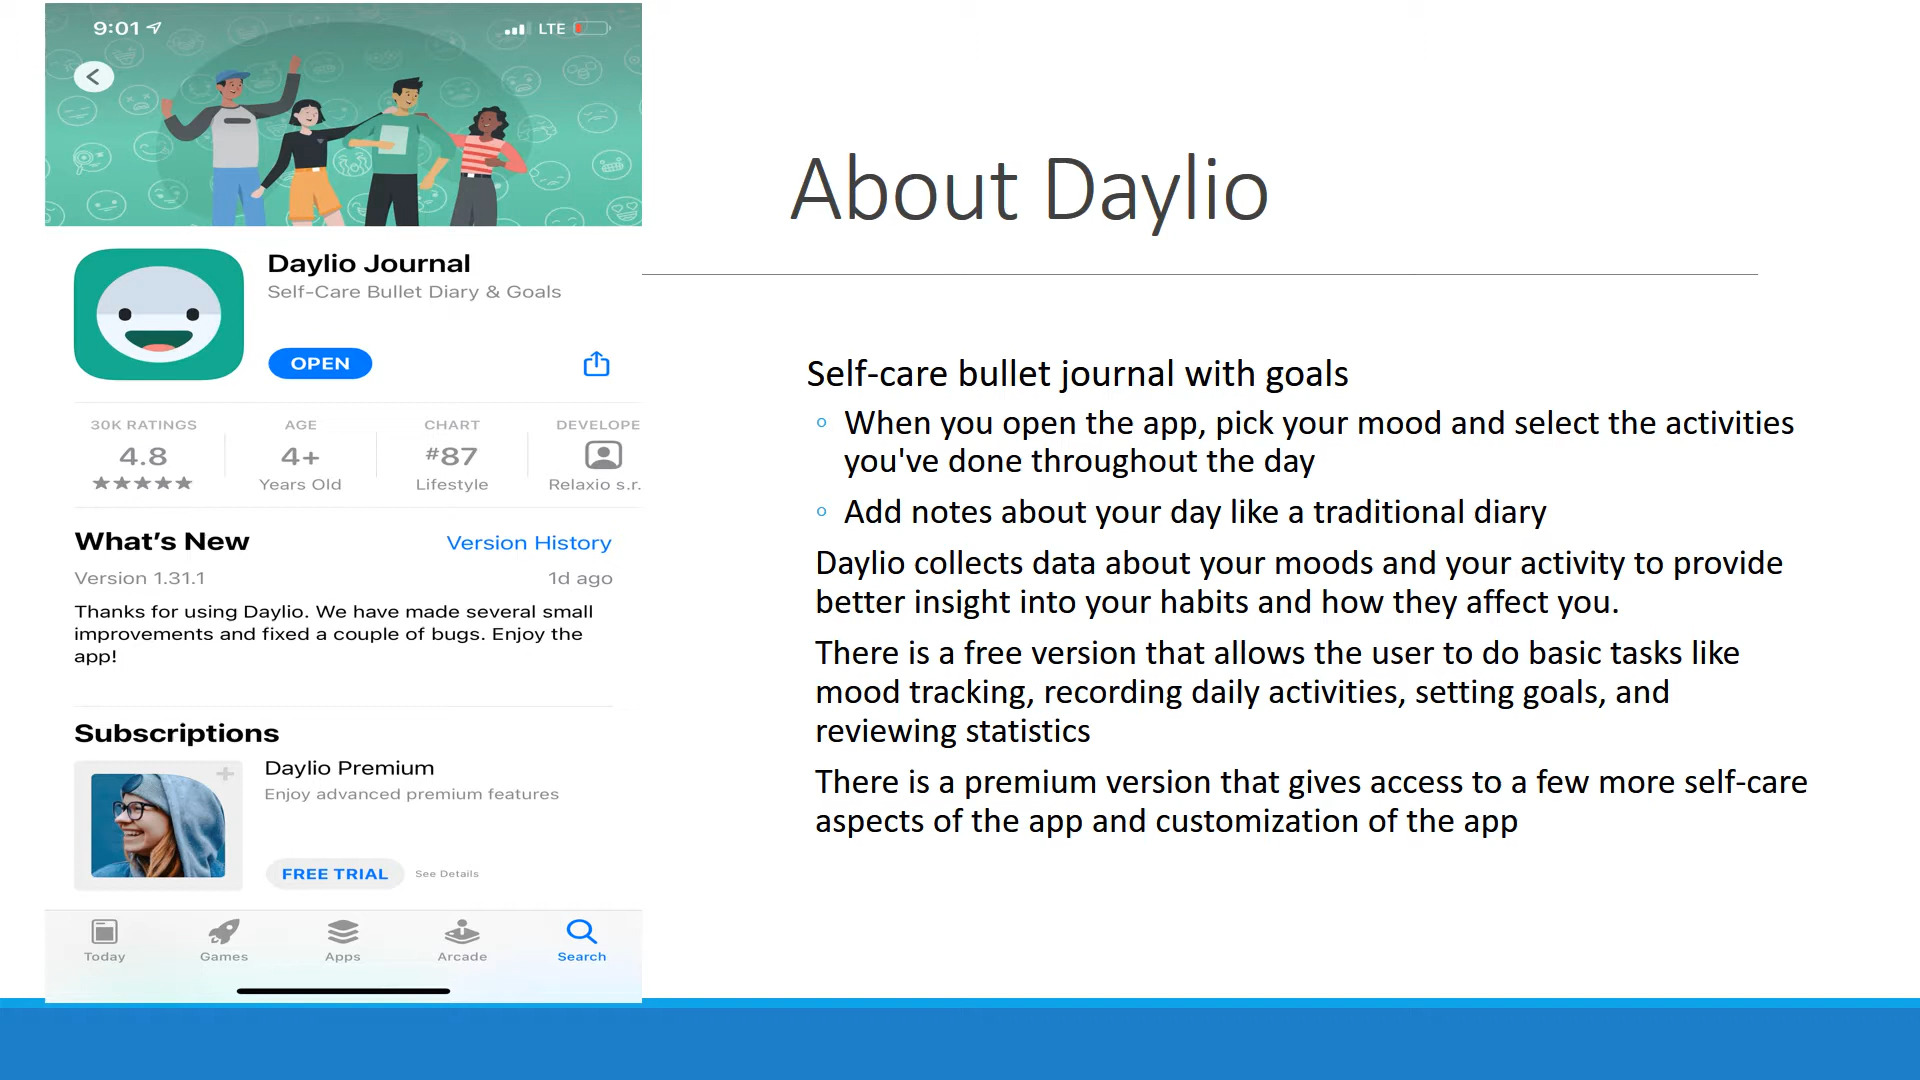 9:01
LTE
Daylio Journal
Self-Care Bullet Diary & Goals
OPEN
30K RATINGS
4.8
AGE
4+
Years Old
CHART
#87
Lifestyle
DEVELOPE
Relaxio s.r.
What's New
Version History
Version 1.31.1
1d ago
Thanks for using Daylio. We have made several small
improvements and fixed a couple of bugs. Enjoy the
app!
Subscriptions
Daylio Premium
Enjoy advanced premium features
FREE TRIAL
See Details
Today
Games
Apps
Arcade
Search
About Daylio
Self-care bullet journal with goals
◦ When you open the app, pick your mood and select the activities
you've done throughout the day
◦ Add notes about your day like a traditional diary
Daylio collects data about your moods and your activity to provide
better insight into your habits and how they affect you.
There is a free version that allows the user to do basic tasks like
mood tracking, recording daily activities, setting goals, and
reviewing statistics
There is a premium version that gives access to a few more self-care
aspects of the app and customization of the app